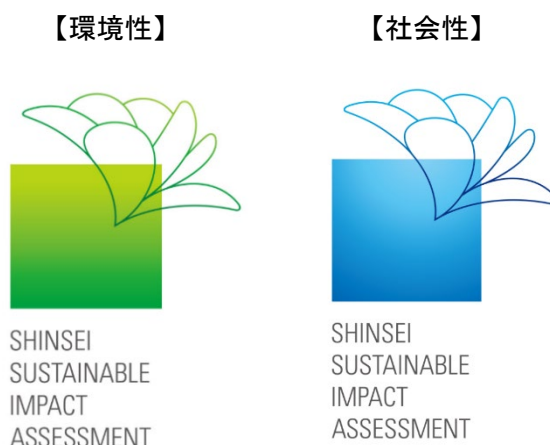 【環境性】
SHINSEI
SUSTAINABLE
IMPACT
ASSESSMENT
【社会性】
SHINSEI
SUSTAINABLE
IMPACT
ASSESSMENT